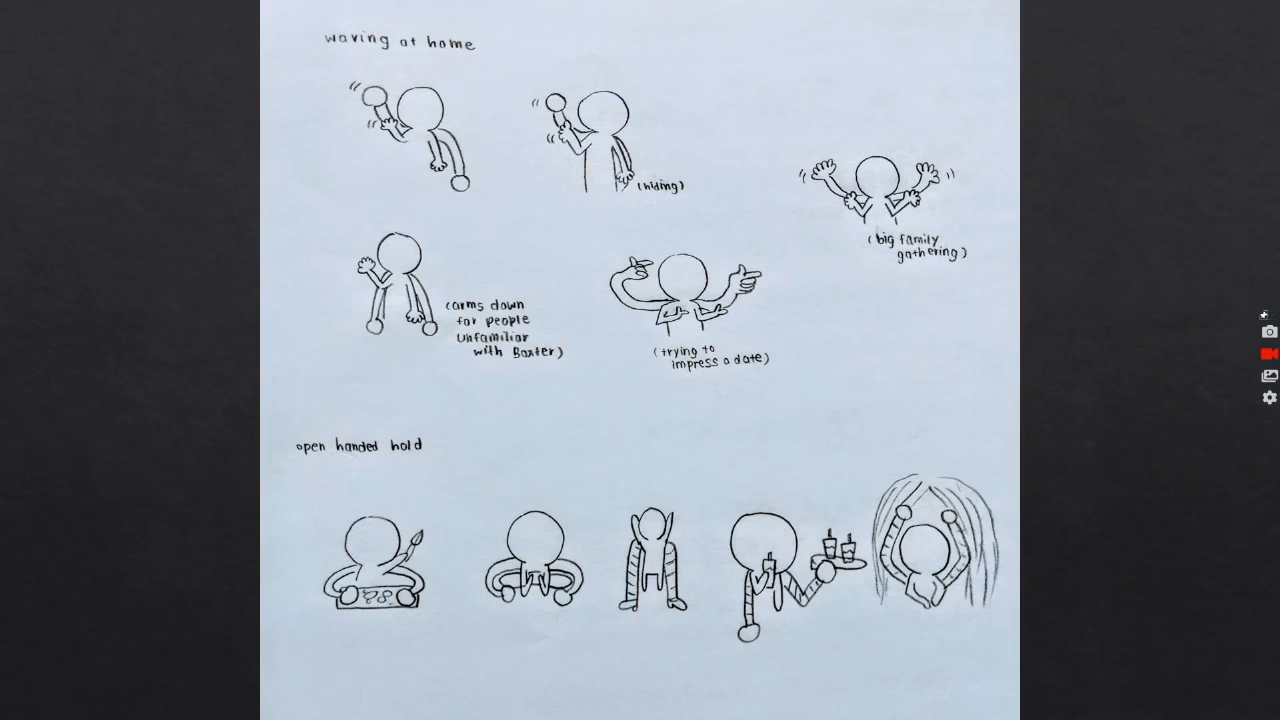 waving at home
(hiding)
(big family
gathering)
(arms down
for people
unfamiliar
with Baxter)
(trying to
impress a date)
open handed hold